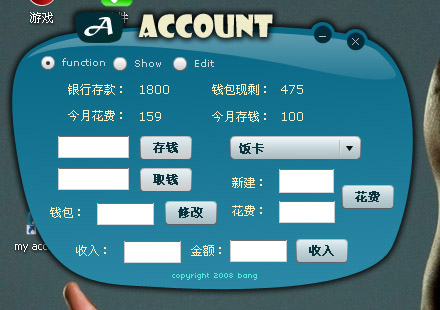 游戏
件
A ACCOUNT
function Show Edit
银行存款： 1800 钱包现剩： 475
今月花费： 159 今月存钱： 100
存钱 饭卡
取钱 新建：
花费
钱包： 修改 花费：
my acc
收入： 金额： 收入
copyright 2008 bang